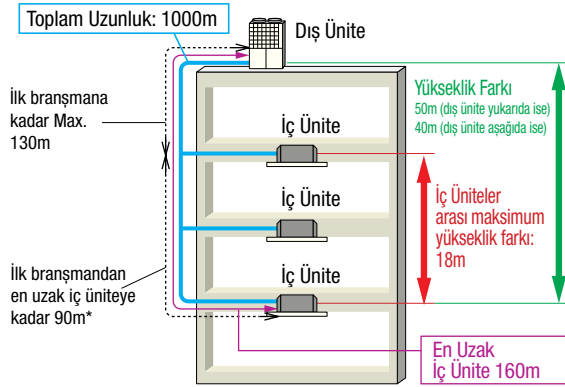 Toplam Uzunluk: 1000m
Dış Ünite
İlk branşmana
kadar Max.
130m
İç Ünite
Yükseklik Farkı
50m (dış ünite yukarıda ise)
40m (dış ünite aşağıda ise)
İç Ünite
İç Üniteler
arası maksimum
yükseklik farkı:
18m
İlk branşmandan
en uzak iç üniteye
kadar 90m*
İç Ünite
En Uzak
İç Ünite 160m